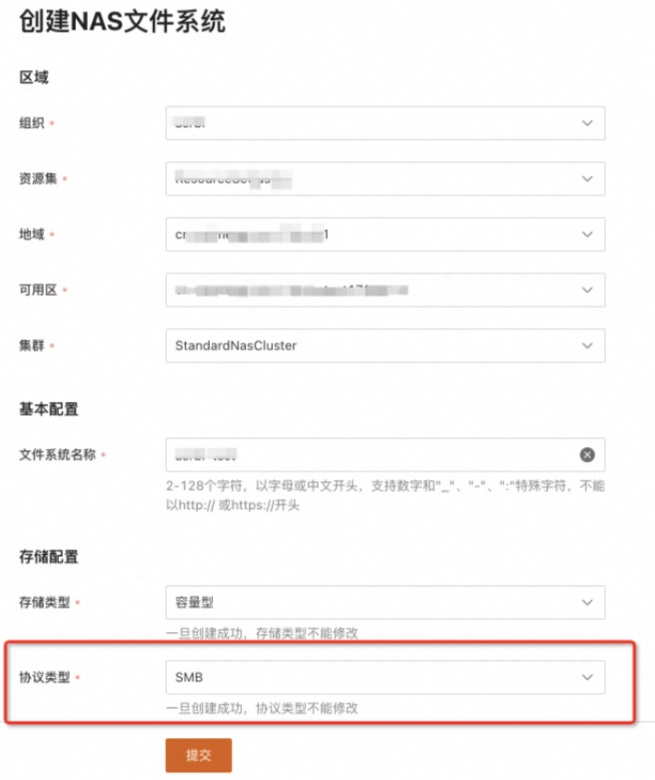 创建NAS文件系统
区域
组织 *
资源集 *
地域 *
可用区 *
集群 * StandardNasCluster
基本配置
文件系统名称 *
2-128个字符，以字母或中文开头，支持数字和"_"、"-"、":"特殊字符，不能
以http:// 或https://开头
存储配置
存储类型 * 容量型
一旦创建成功，存储类型不能修改
协议类型 * SMB
一旦创建成功，协议类型不能修改
提交